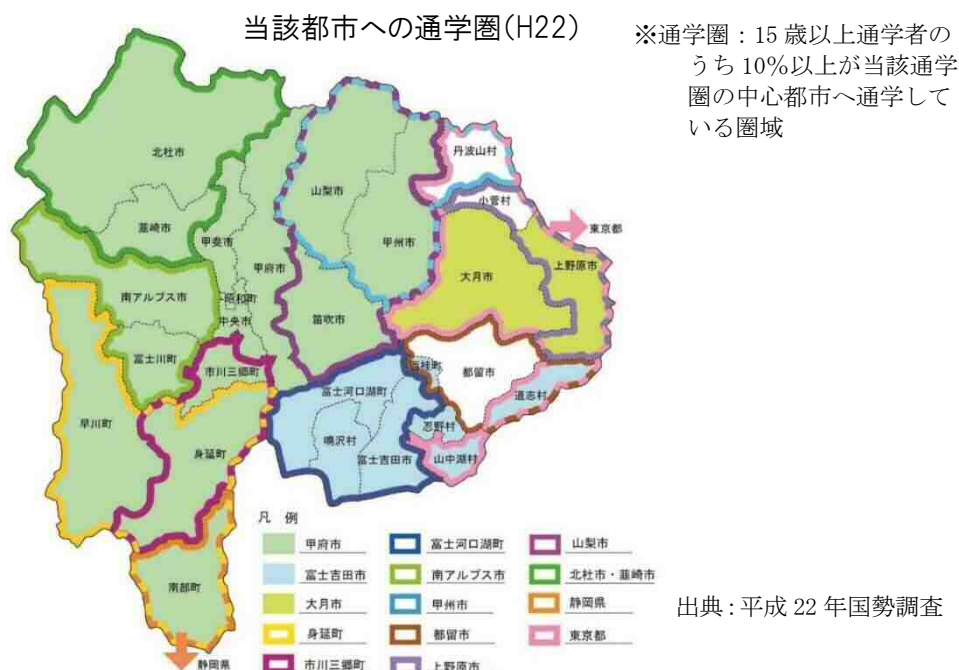 当該都市への通学圏(H22)
※通学圏：15 歳以上通学者の
うち 10％以上が当該通学
圏の中心都市へ通学して
いる圏域
丹波山村
北杜市
山梨市
小菅村
東京都
韮崎市
甲斐市
甲州市
甲府市
大月市
上野原市
南アルプス市
昭和町
中央市
笛吹市
富士川町
市川三郷町
西桂町
都留市
富士河口湖町
道志村
早川町
忍野村
鳴沢村
身延町
富士吉田市
山中湖村
凡 例
甲府市
富士河口湖町
山梨市
富士吉田市
南アルプス市
北杜市・韮崎市
南部町
大月市
甲州市
静岡県
出典：平成 22 年国勢調査
身延町
都留市
東京都
静岡県
市川三郷町
上野原市